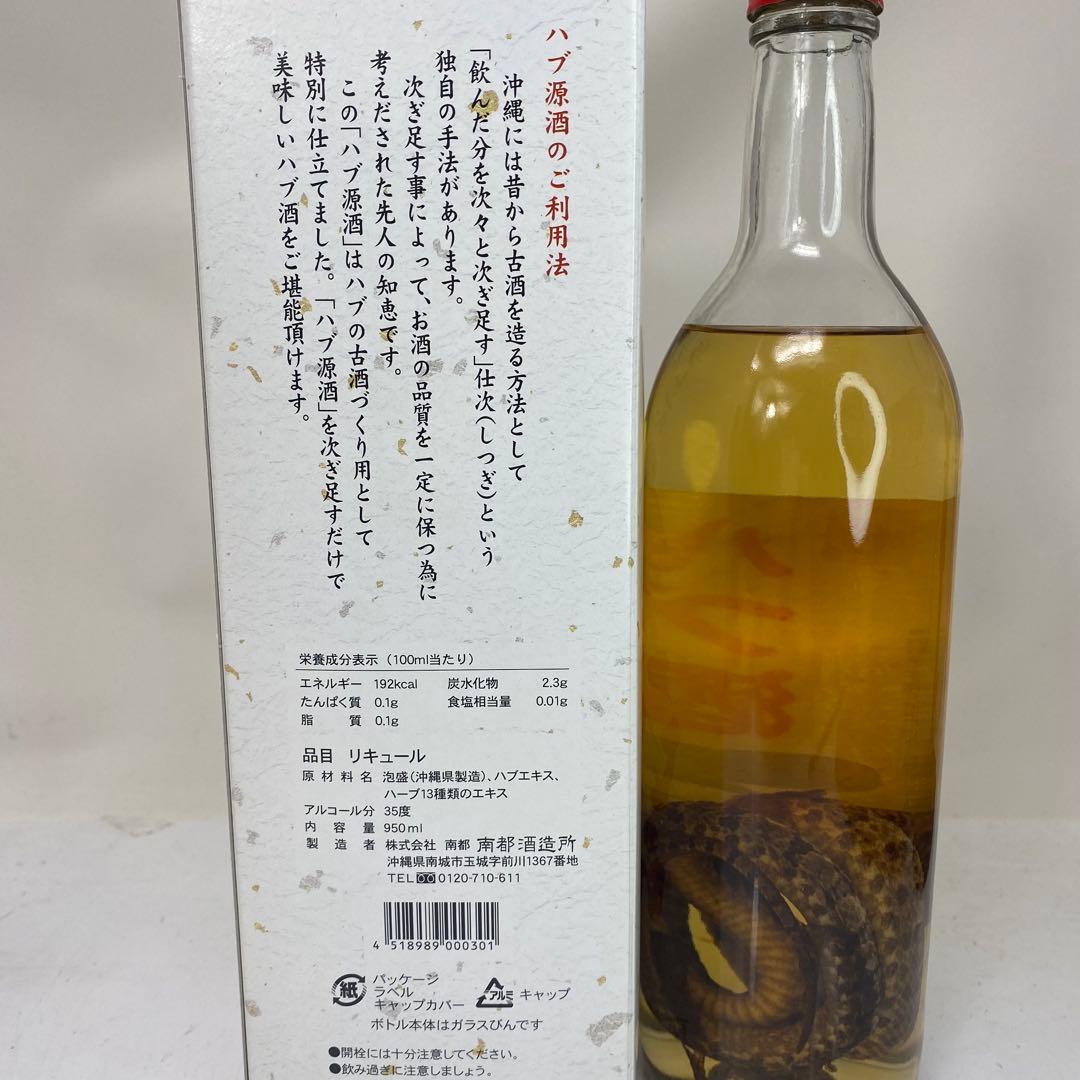 ハブ源酒のご利用法
沖縄には昔から古酒を造る方法として
「飲んだ分を次々と次ぎ足す」仕次(しつぎ)という
独自の手法があります。
次ぎ足す事によって、お酒の品質を一定に保つ為に
考えだされた先人の知恵です。
この「ハブ源酒」はハブの古酒づくり用として
特別に仕立てました。「ハブ源酒」を次ぎ足すだけで
美味しいハブ酒をご堪能頂けます。
栄養成分表示(100ml当たり)
エネルギー 192kcal 炭水化物 2.3g
たんぱく質 0.1g 食塩相当量 0.01g
脂質 0.1g
品目 リキュール
原材料名 泡盛(沖縄県製造)、ハブエキス、
ハーブ13種類のエキス
アルコール分 35度
内容量 950ml
製造者 株式会社 南都 南都酒造所
沖縄県南城市玉城字前川1367番地
TEL 0120-710-611
4 518989 000301
紙 パッケージ
ラベル
キャップカバー
アルミ キャップ
ボトル本体はガラスびんです
●開栓には十分注意してください。
●飲み過ぎに注意しましょう。